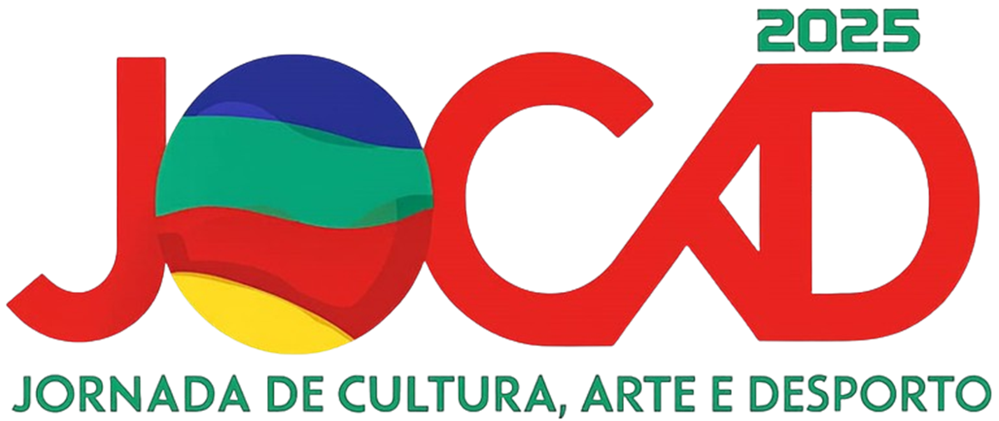 2025
JOCAD
JORNADA DE CULTURA, ARTE E DESPORTO